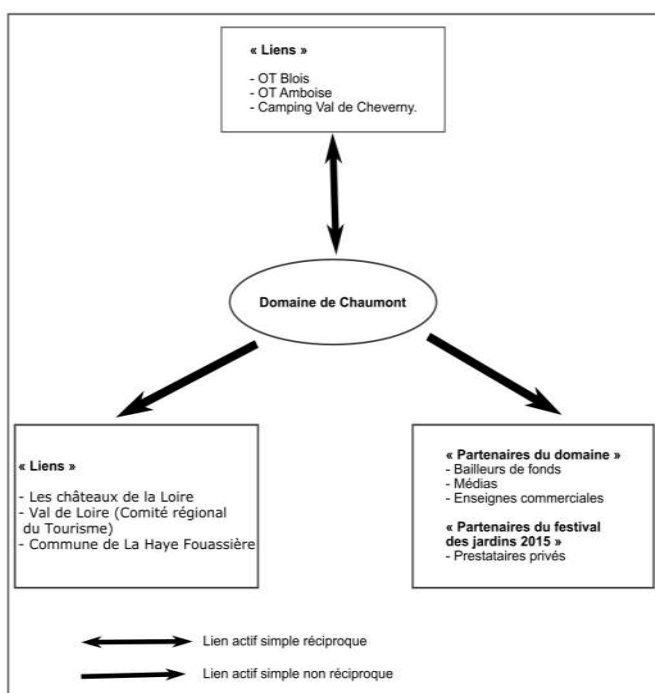 « Liens »
- OT Blois
- OT Amboise
- Camping Val de Cheverny.
Domaine de Chaumont
« Liens »
- Les châteaux de la Loire
- Val de Loire (Comité régional
du Tourisme)
- Commune de La Haye Fouassière
« Partenaires du domaine »
- Bailleurs de fonds
- Médias
- Enseignes commerciales
« Partenaires du festival
des jardins 2015 »
- Prestataires privés
Lien actif simple réciproque
Lien actif simple non réciproque